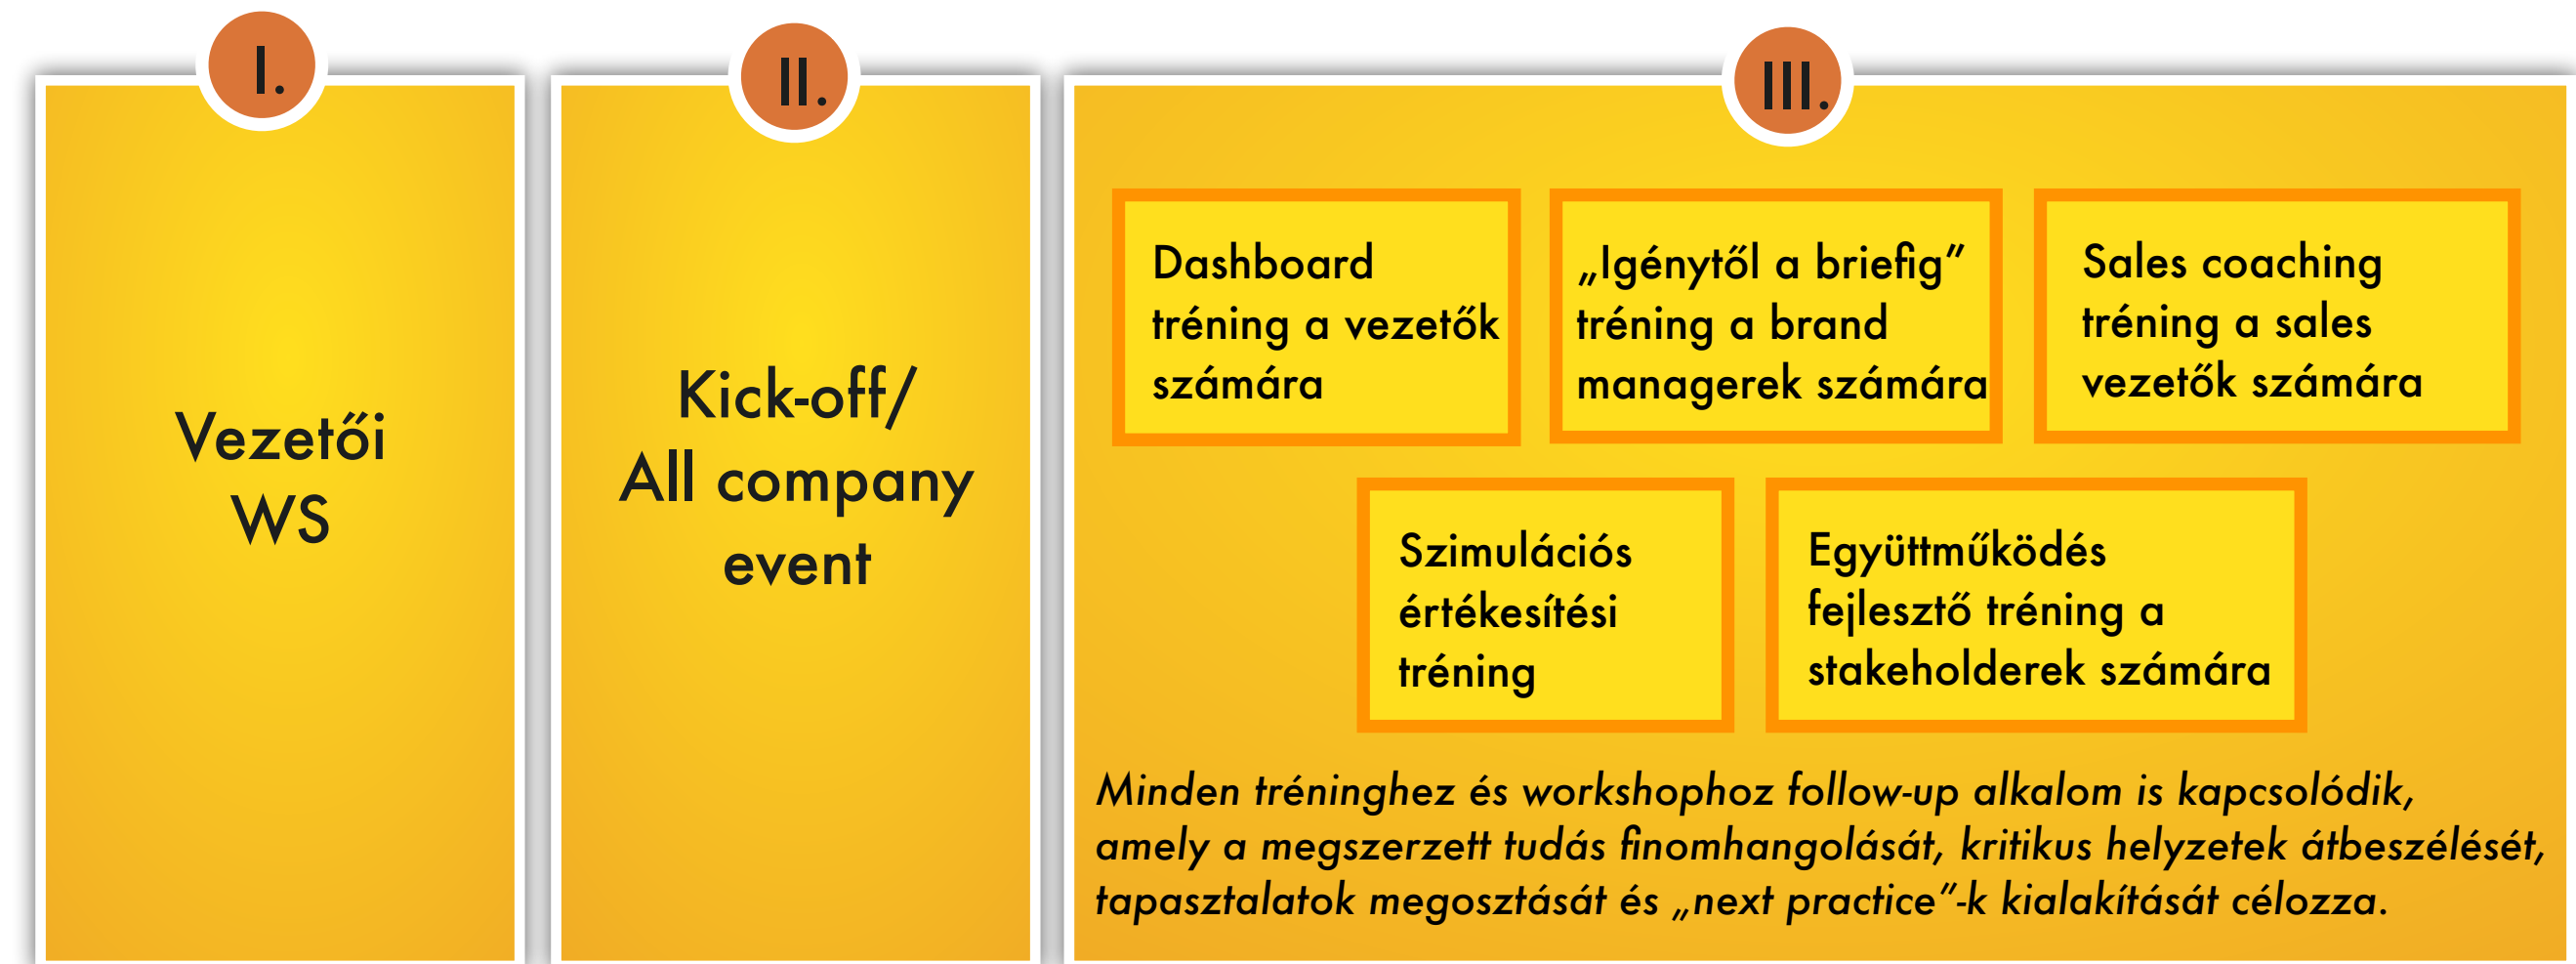 I.
Vezetői
WS
II.
Kick-off/
All company
event
III.
Dashboard
tréning a vezetők
számára
„Igénytől a briefig”
tréning a brand
managerek számára
Sales coaching
tréning a sales
vezetők számára
Szimulációs
értékesítési
tréning
Együttműködés
fejlesztő tréning a
stakeholderek számára
Minden tréninghez és workshophoz follow-up alkalom is kapcsolódik,
amely a megszerzett tudás finomhangolását, kritikus helyzetek átbeszélését,
tapasztalatok megosztását és „next practice”-k kialakítását célozza.